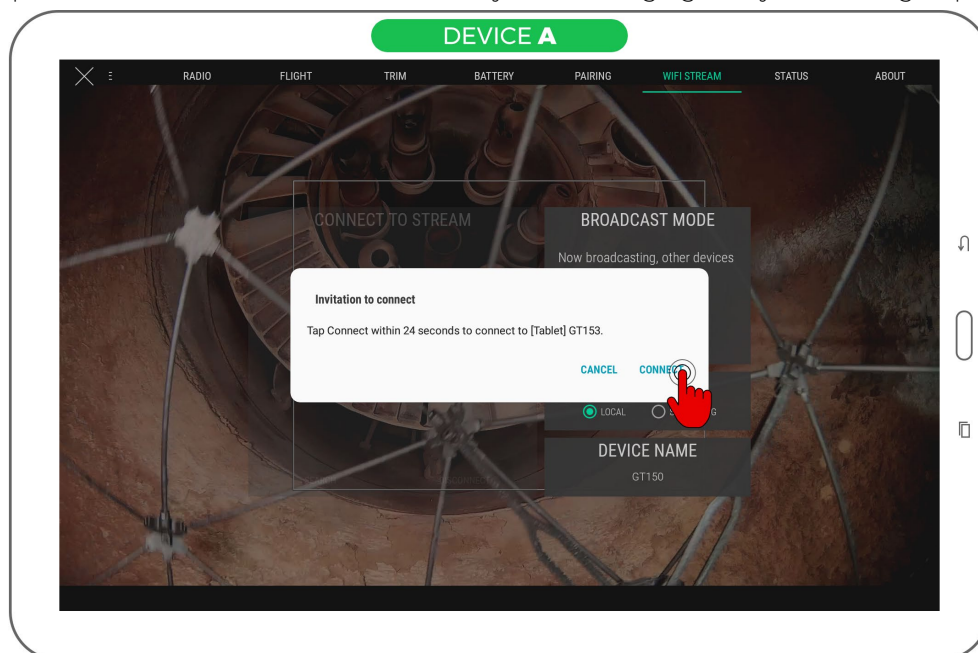 DEVICE A
RADIO FLIGHT TRIM BATTERY PAIRING WIFI STREAM STATUS ABOUT
CONNECT TO STREAM
BROADCAST MODE
Now broadcasting, other devices
Invitation to connect
Tap Connect within 24 seconds to connect to [Tablet] GT153.
CANCEL CONNECT
LOCAL
DEVICE NAME
GT150